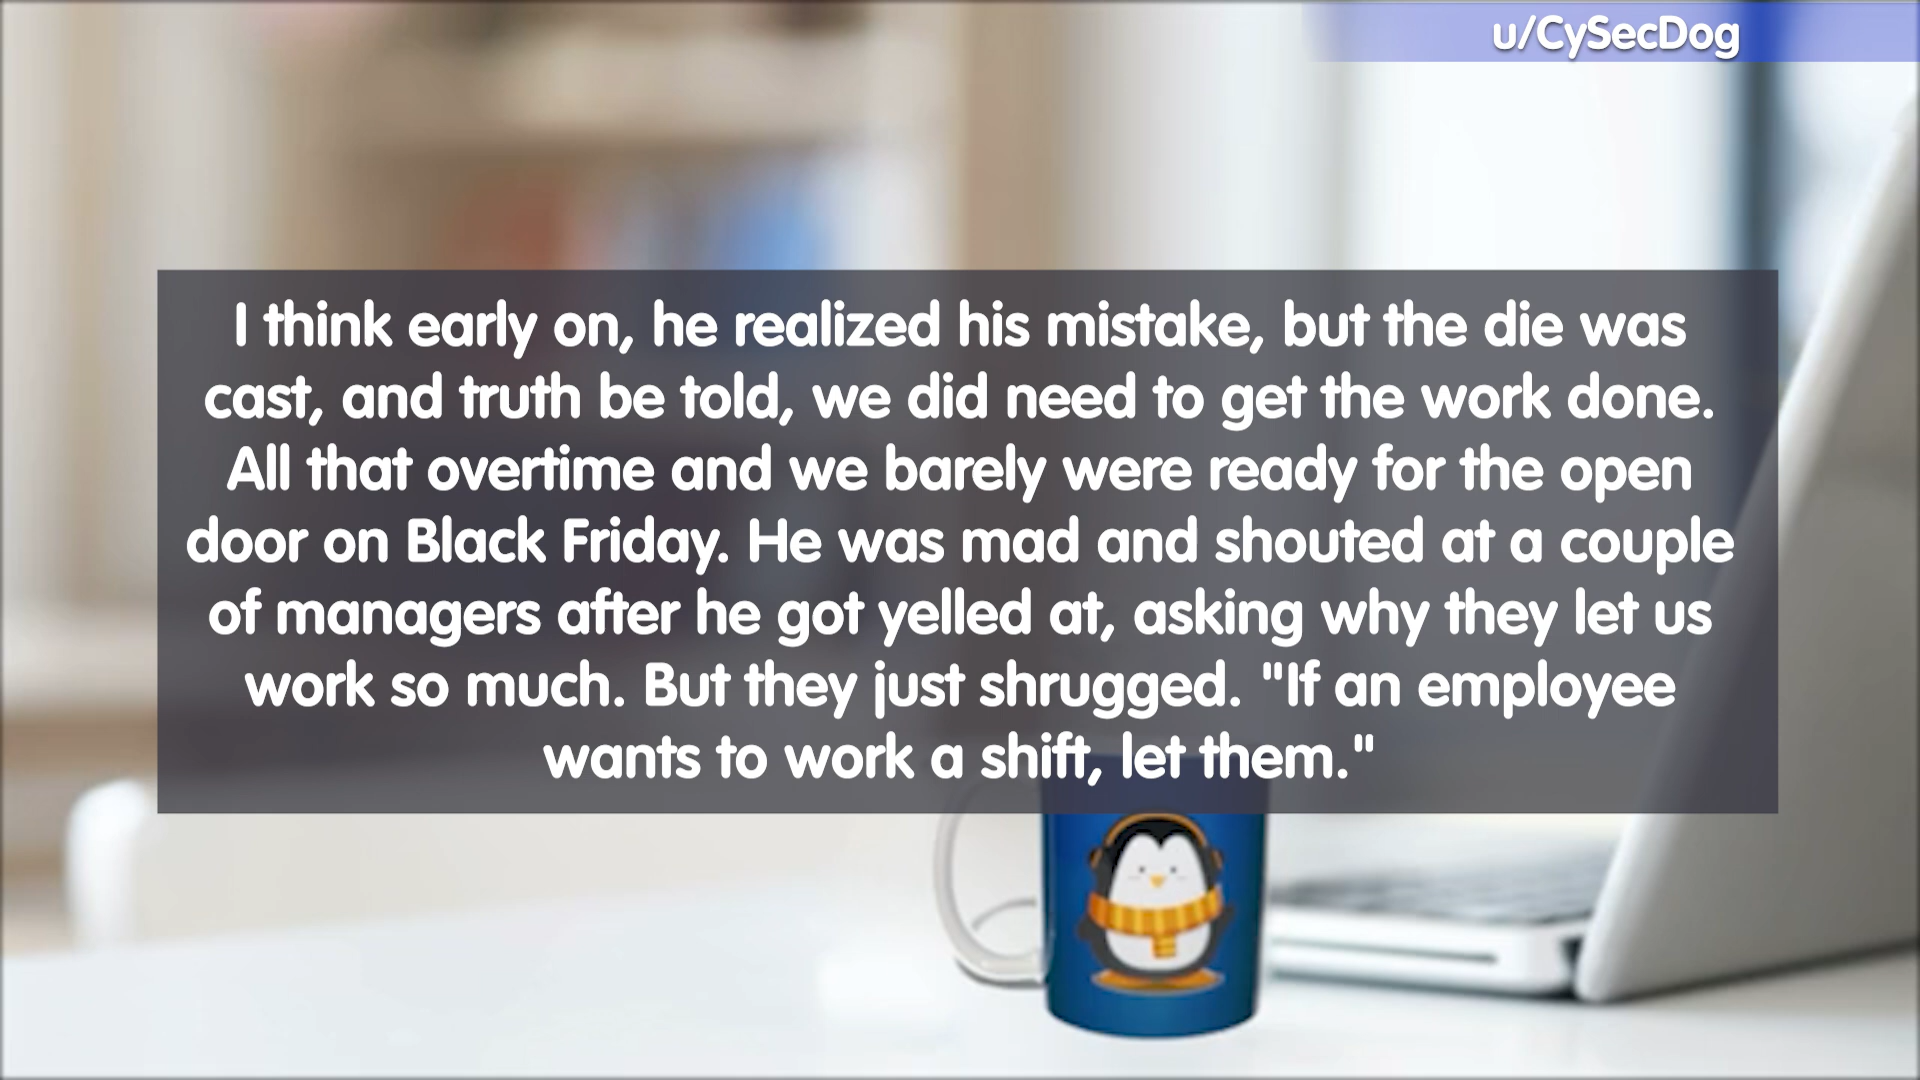 u/CySecDog
I think early on, he realized his mistake, but the die was
cast, and truth be told, we did need to get the work done.
All that overtime and we barely were ready for the open
door on Black Friday. He was mad and shouted at a couple
of managers after he got yelled at, asking why they let us
work so much. But they just shrugged. "If an employee
wants to work a shift, let them."